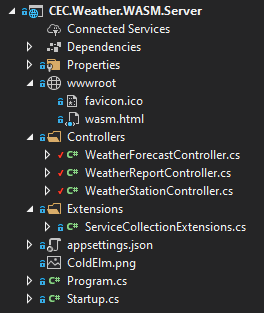 CEC.Weather.WASM.Server
Connected Services
Dependencies
Properties
wwwroot
favicon.ico
wasm.html
Controllers
C# WeatherForecastController.cs
C# WeatherReportController.cs
C# WeatherStationController.cs
Extensions
C# ServiceCollectionExtensions.cs
appsettings.json
ColdElm.png
C# Program.cs
C# Startup.cs